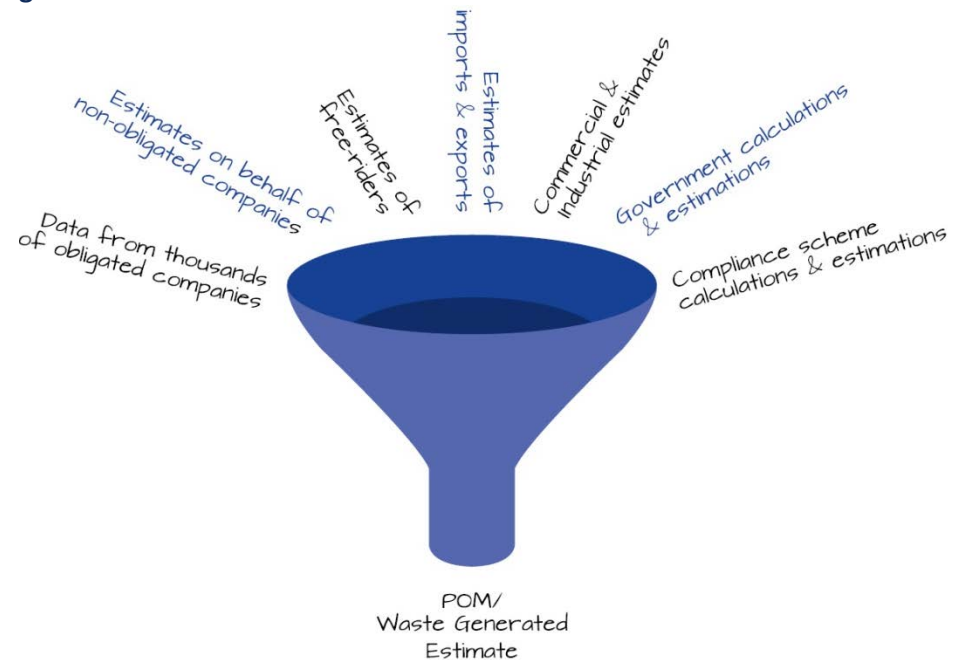 Data from thousands
of obligated companies
Estimates on behalf of
non-obligated companies
Estimates of
free-riders
Estimates of
imports & exports
Commercial &
Industrial estimates
Government calculations
& estimations
Compliance scheme
calculations & estimations
POM/
Waste Generated
Estimate